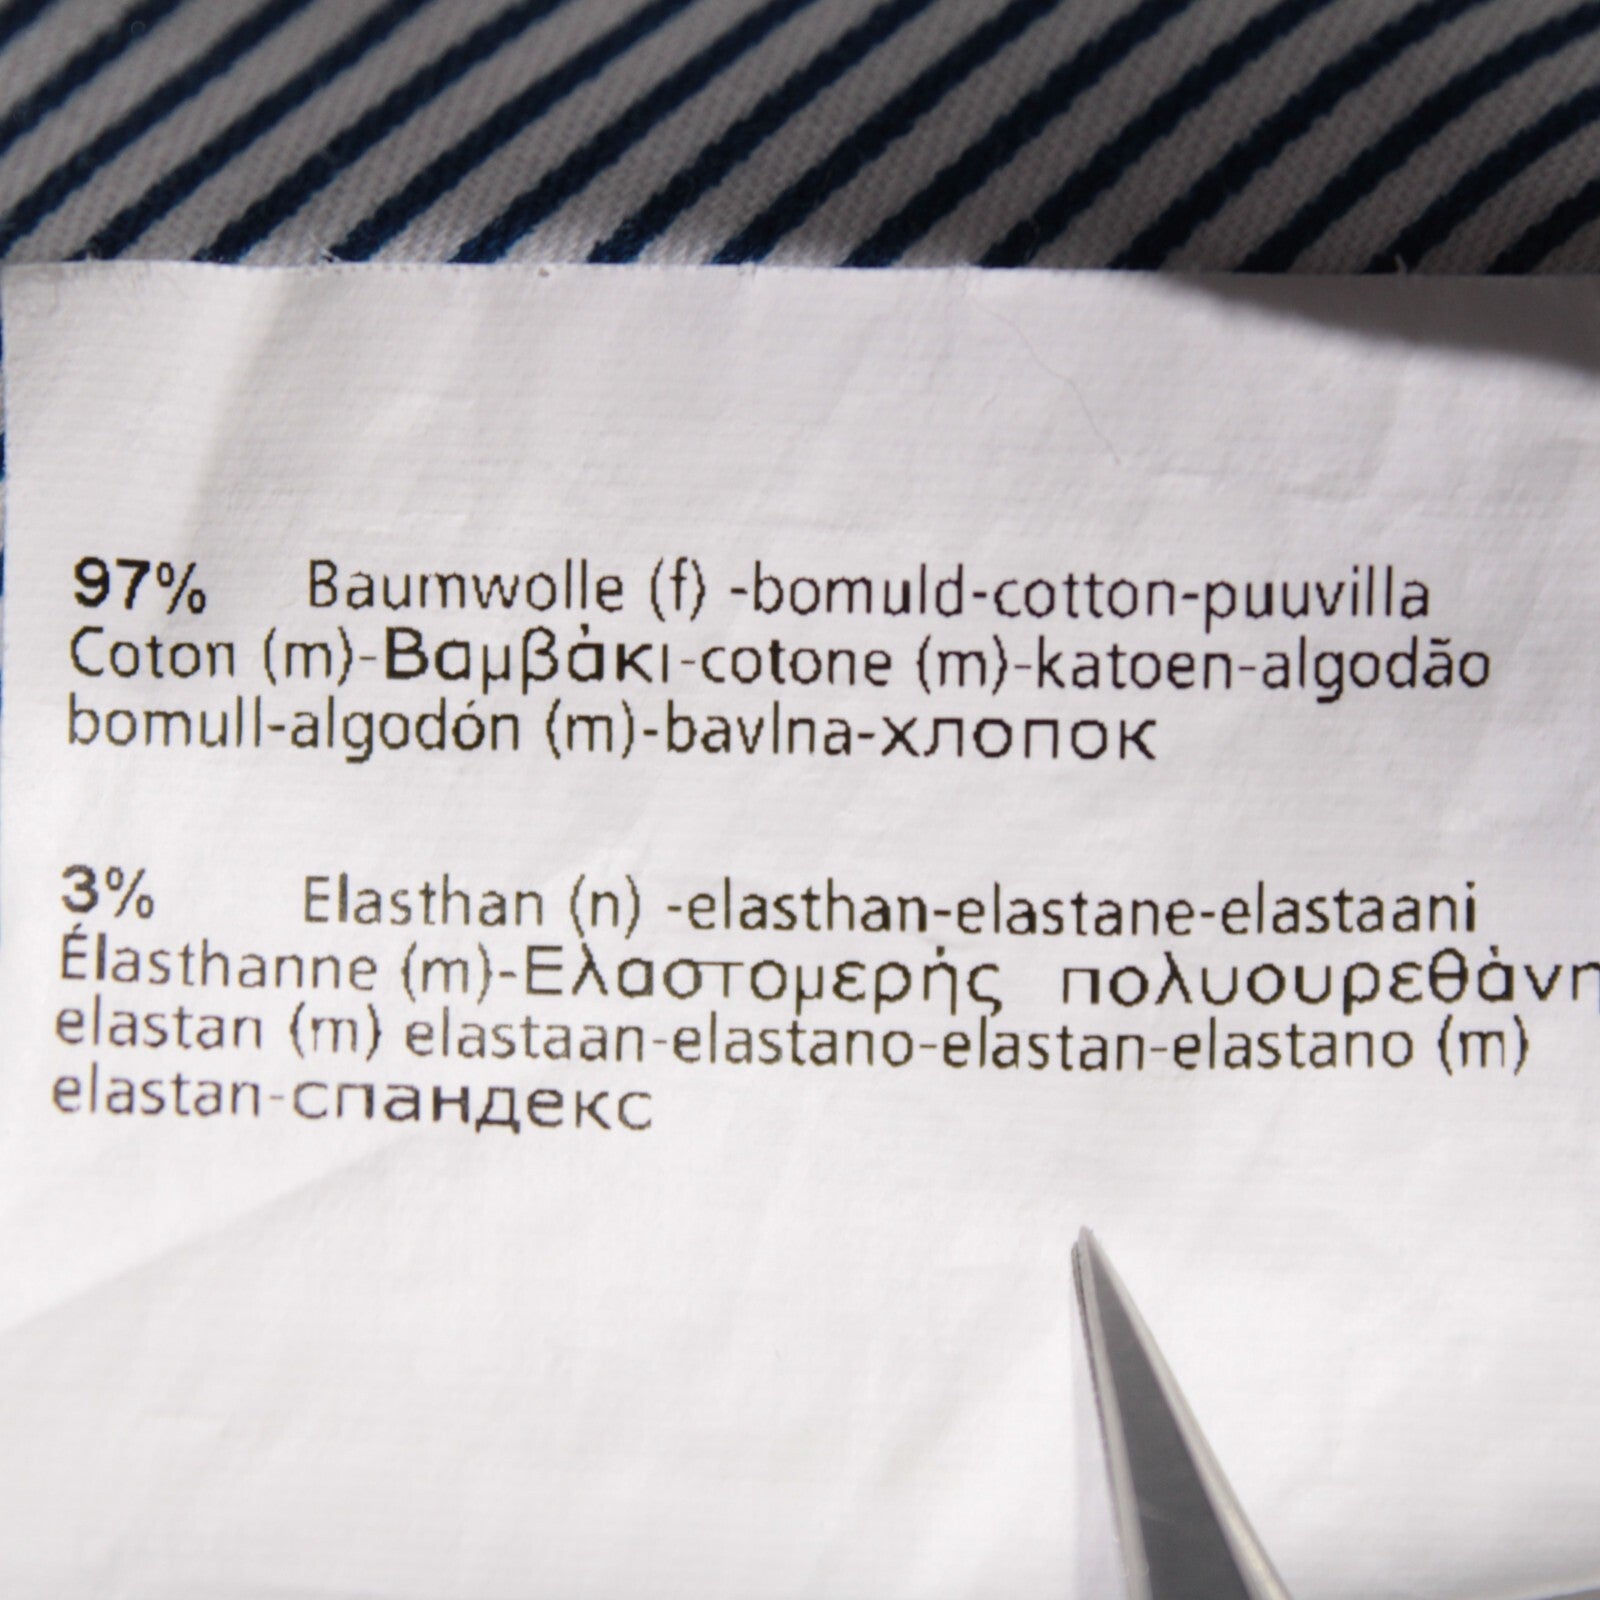 97% Baumwolle (f) -bomuld-cotton-puuvilla
Coton (m)-Βαμβάκι-cotone (m)-katoen-algodão
bomull-algodón (m)-bavlna-хлопок
3% Elasthan (n) -elasthan-elastane-elastaani
Élasthanne (m)-Ελαστομερής πολυουρεθάνη
elastan (m) elastaan-elastano-elastan-elastano (m)
elastan-спандекс